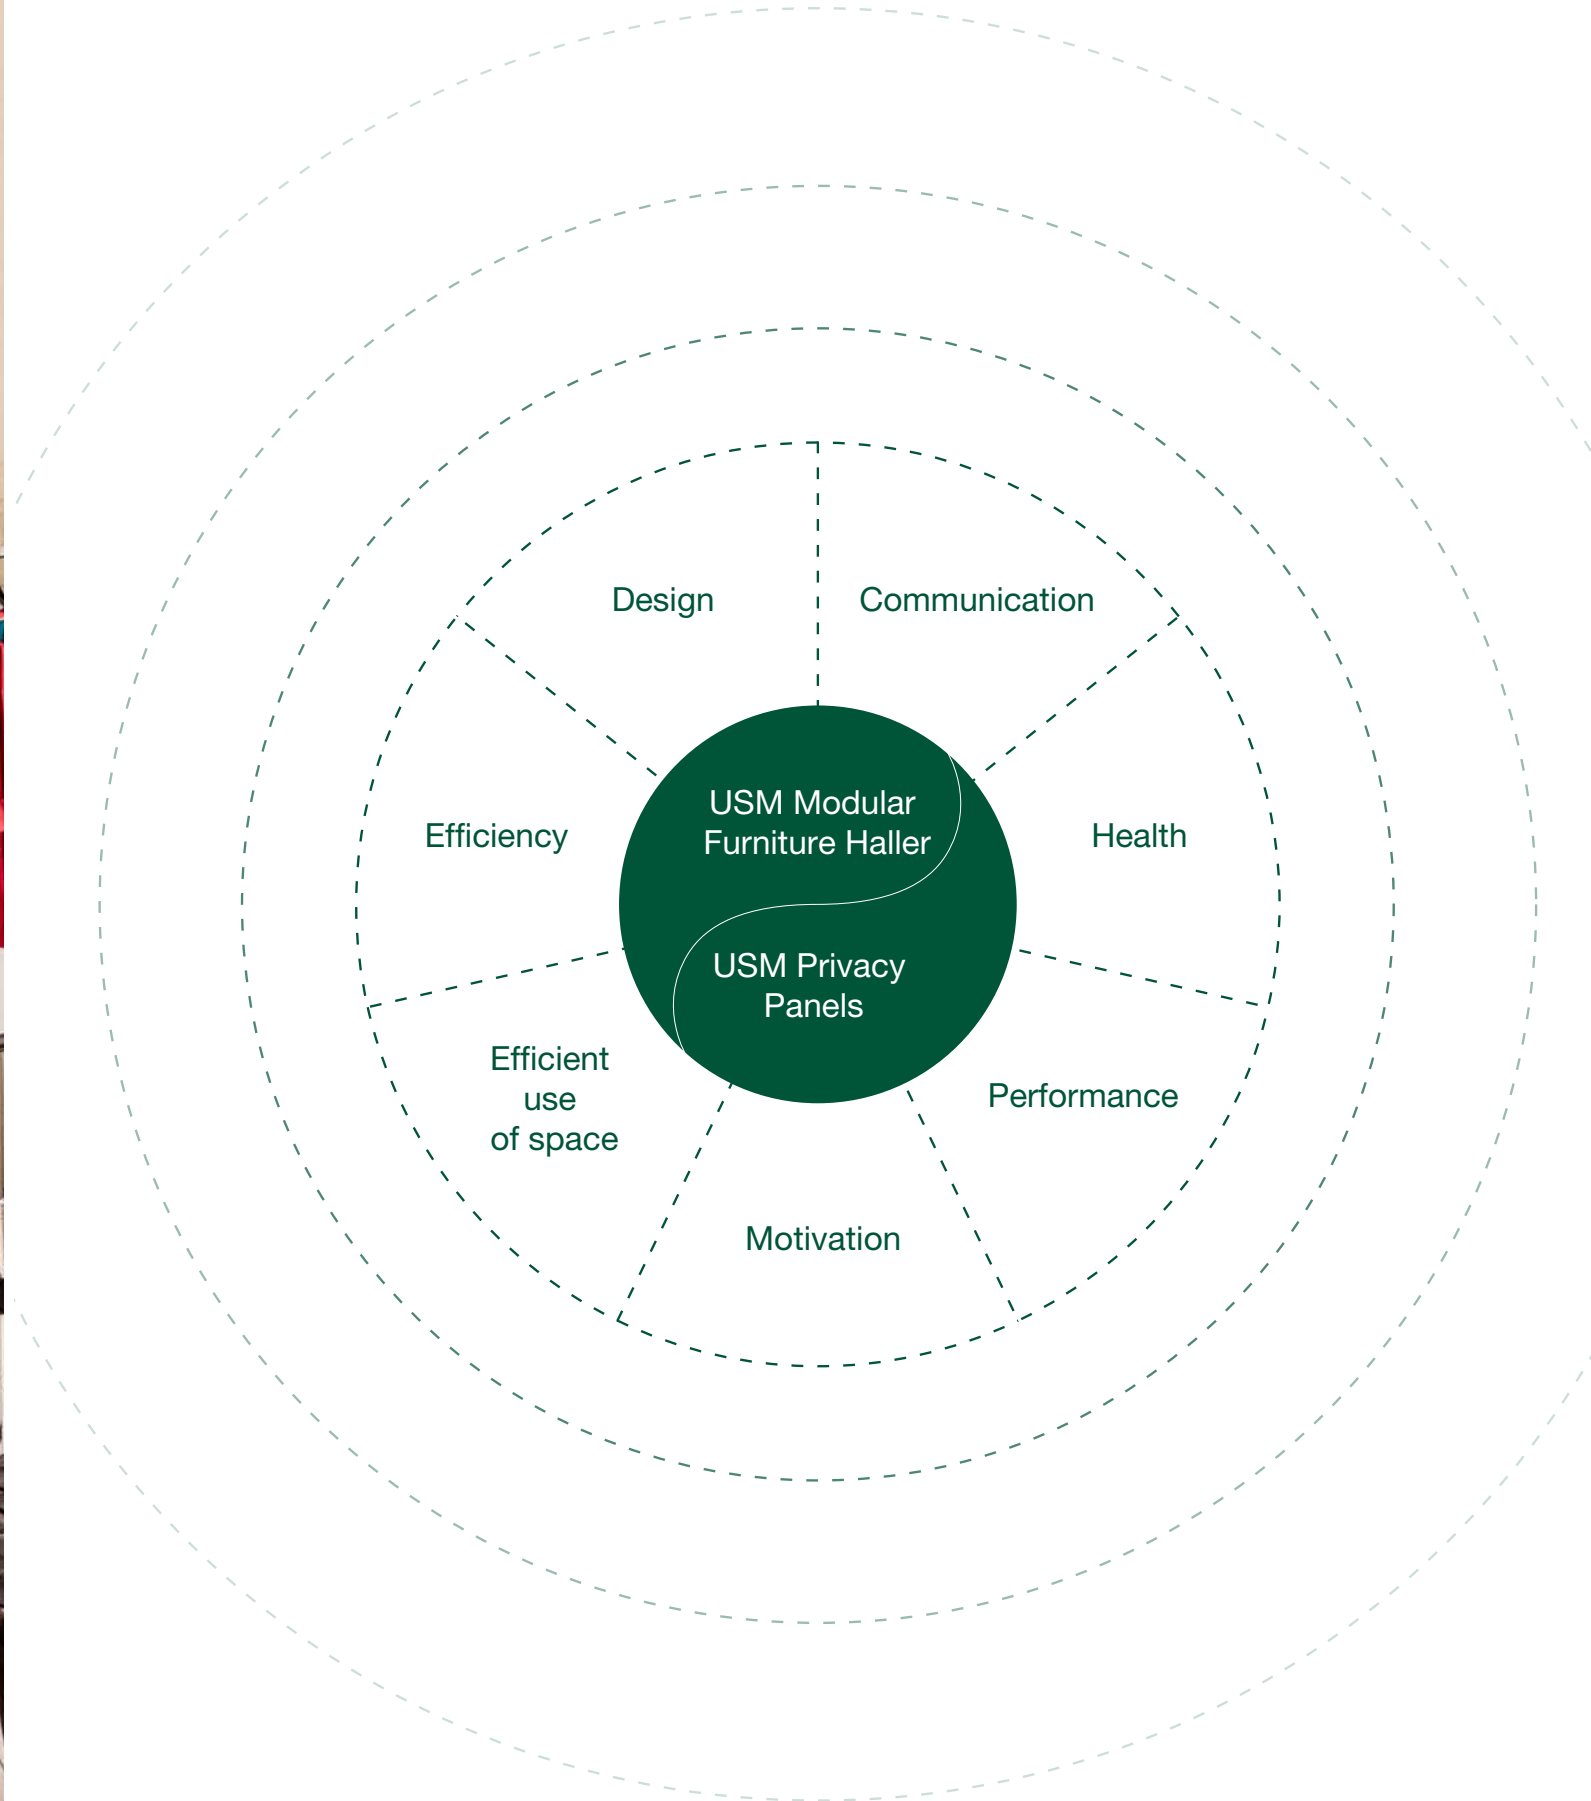 Design
Communication
USM Modular
Furniture Haller
Efficiency
Health
USM Privacy
Panels
Efficient
use
of space
Performance
Motivation